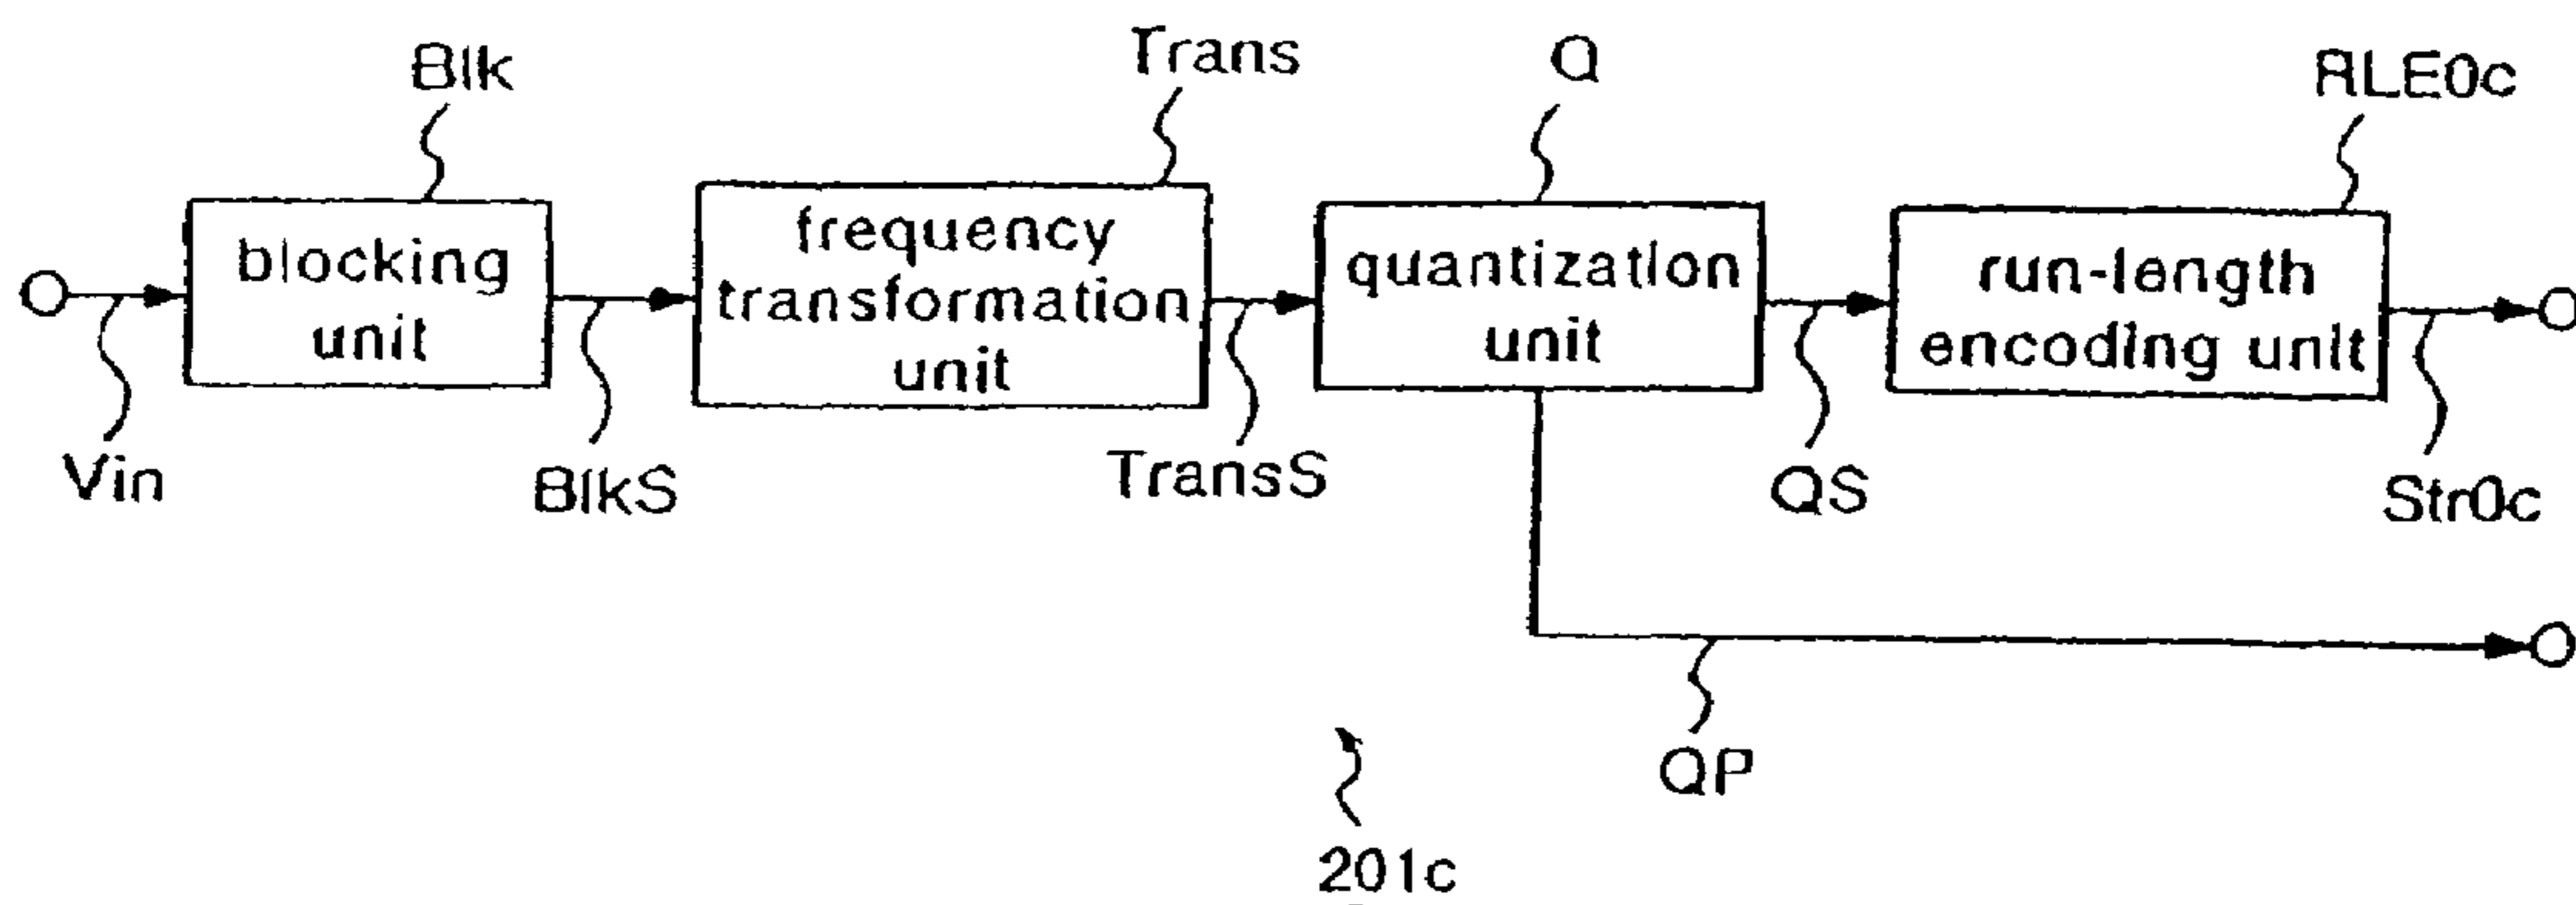 Blk
Trans
Q
RLE0c
blocking
unit
frequency
transformation
unit
quantization
unit
run-length
encoding unit
Vin
BlkS
TransS
QS
Str0c
QP
201c